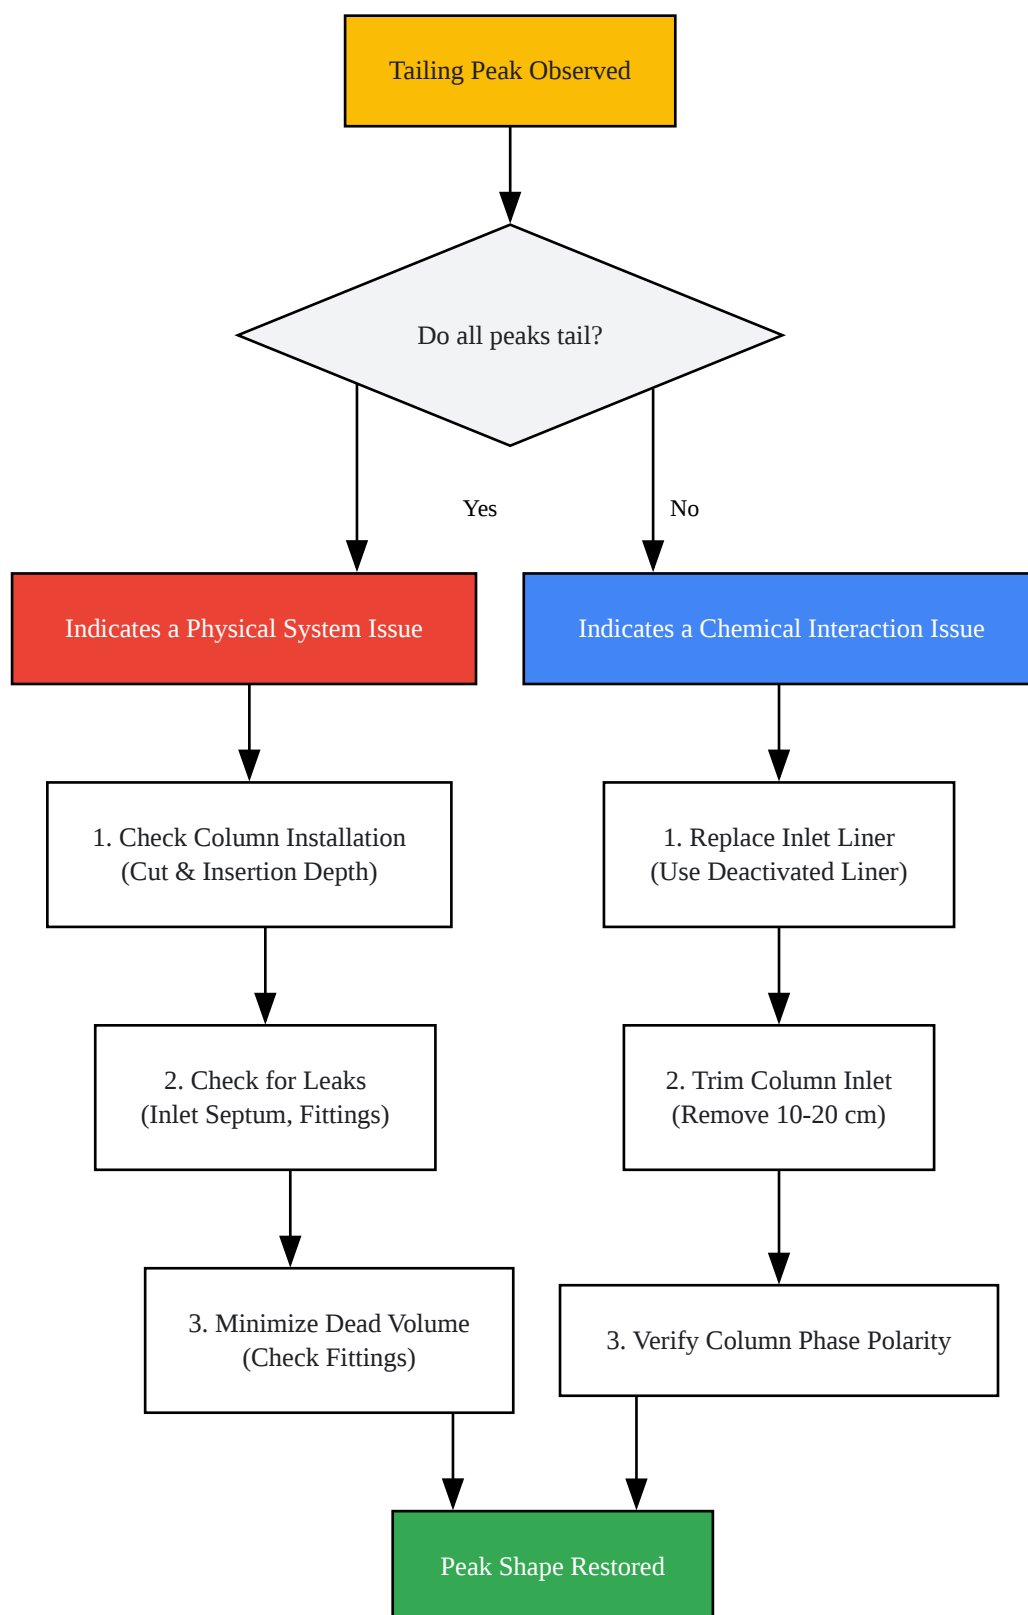 Tailing Peak Observed
Do all peaks tail?
Yes
No
Indicates a Physical System Issue
Indicates a Chemical Interaction Issue
1. Check Column Installation
(Cut & Insertion Depth)
1. Replace Inlet Liner
(Use Deactivated Liner)
2. Check for Leaks
(Inlet Septum, Fittings)
2. Trim Column Inlet
(Remove 10-20 cm)
3. Minimize Dead Volume
(Check Fittings)
3. Verify Column Phase Polarity
Peak Shape Restored